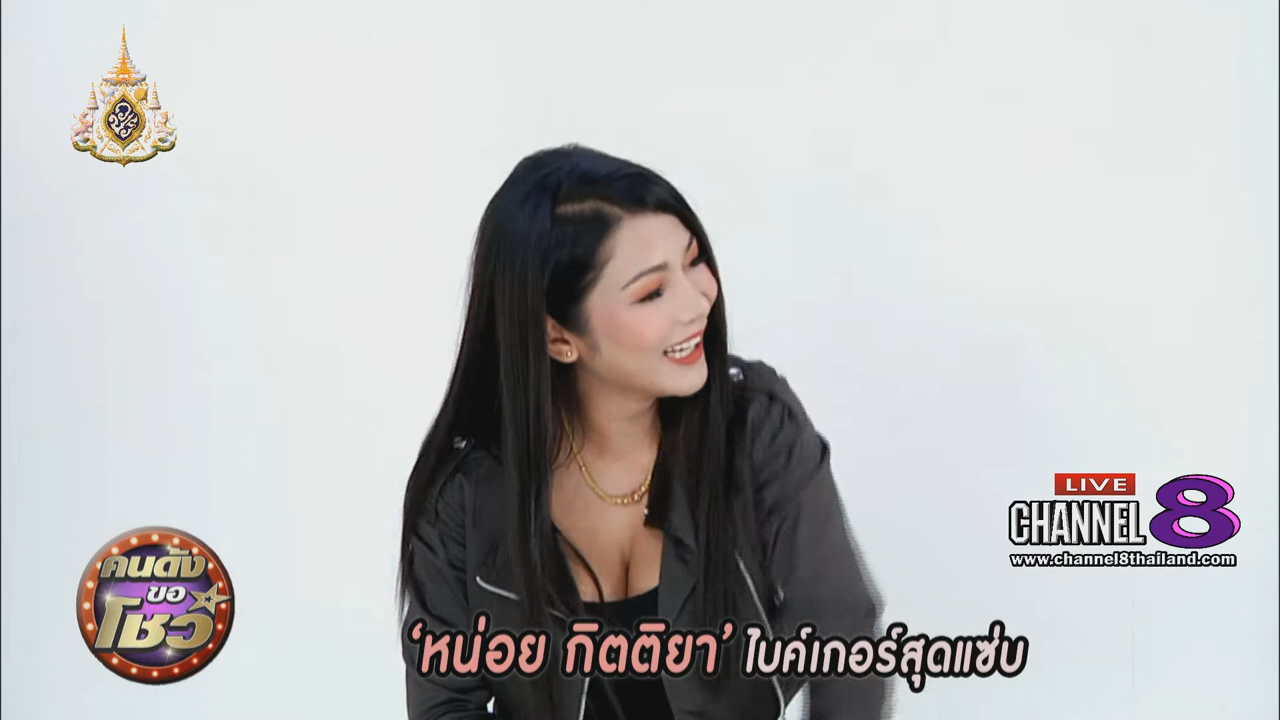 LIVE
CHANNEL 8
www.channel8thailand.com
คนดัง
ขอ
โชว์
‘หน่อย กิตติยา’ ไบค์เกอร์สุดแซ่บ